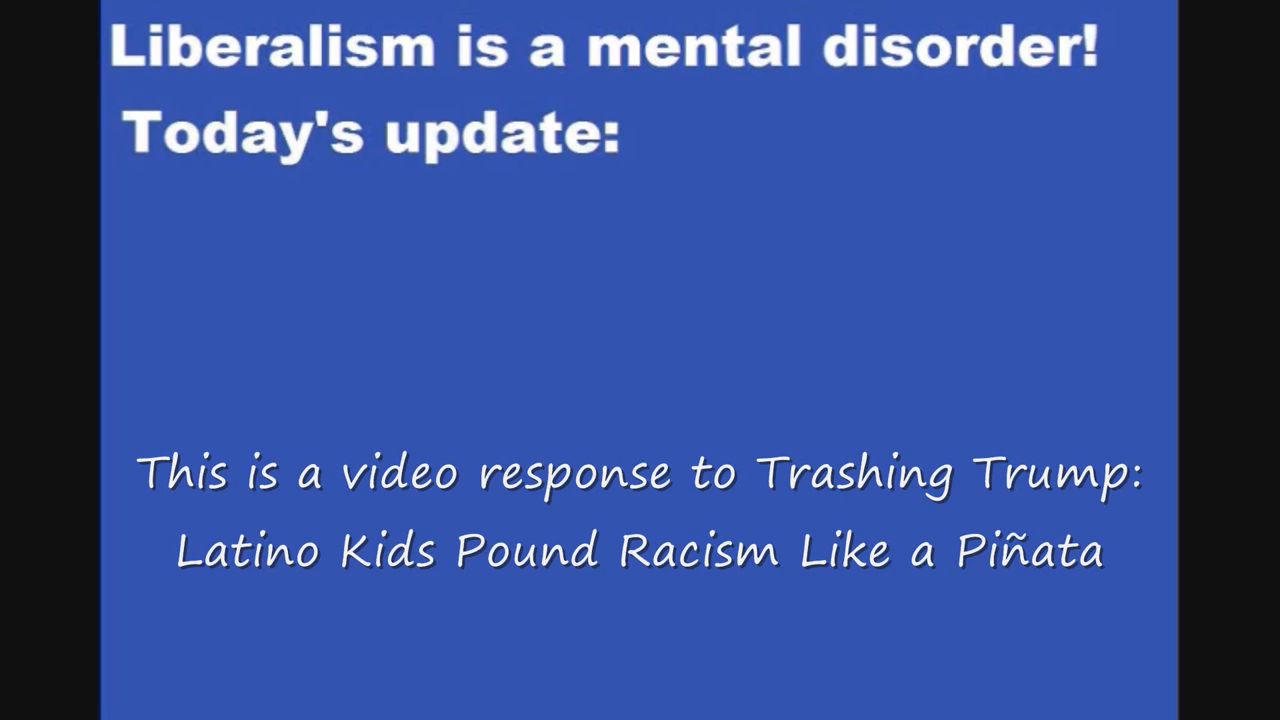 Liberalism is a mental disorder!
Today's update:
This is a video response to Trashing Trump:
Latino Kids Pound Racism Like a Piñata